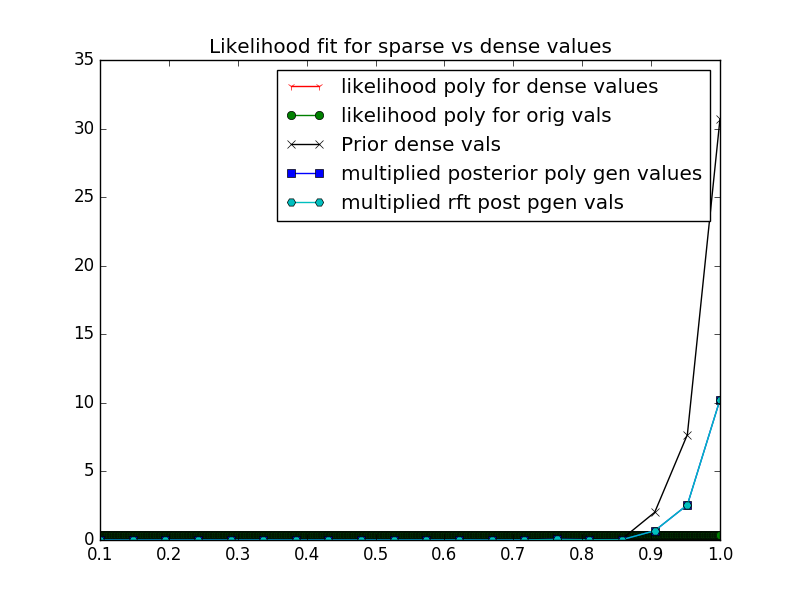 Likelihood fit for sparse vs dense values
35
30
25
20
15
10
5
0
likelihood poly for dense values
likelihood poly for orig vals
Prior dense vals
multiplied posterior poly gen values
multiplied rft post pgen vals
0.1 0.2 0.3 0.4 0.5 0.6 0.7 0.8 0.9 1.0